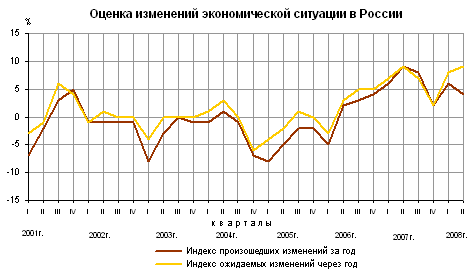 Оценка изменений экономической ситуации в России
%
15
10
5
0
-5
-10
-15
I II III IV I II III IV I II III IV I II III IV I II III IV I II III IV I II III IV I II
кварталы
2001г. 2002г. 2003г. 2004г. 2005г. 2006г. 2007г. 2008г.
Индекс произошедших изменений за год
Индекс ожидаемых изменений через год